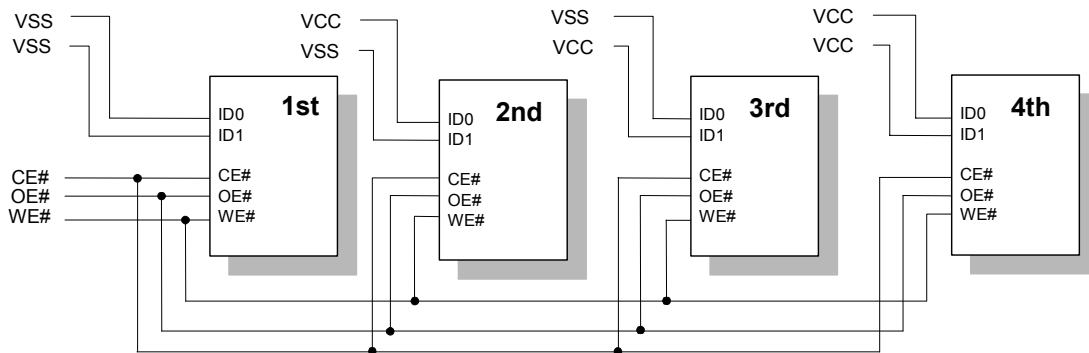 VSS
VSS
VCC
VSS
VSS
VCC
VCC
VCC
1st
ID0
ID1
CE#
OE#
WE#
2nd
ID0
ID1
CE#
OE#
WE#
3rd
ID0
ID1
CE#
OE#
WE#
4th
ID0
ID1
CE#
OE#
WE#
CE#
OE#
WE#